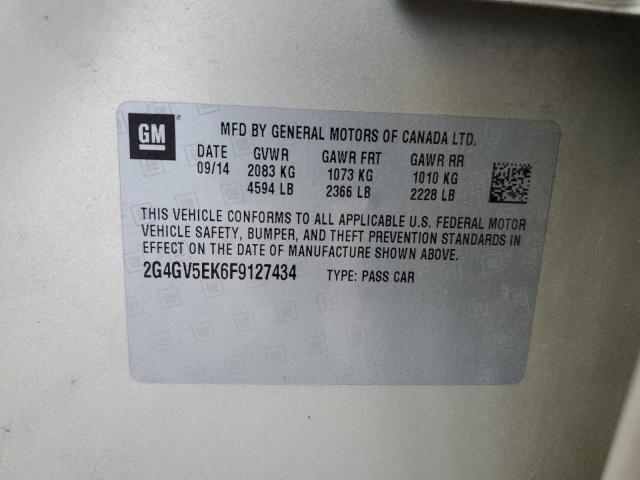 GM
MFD BY GENERAL MOTORS OF CANADA LTD.
DATE GVWR GAWR FRT GAWR RR
09/14 2083 KG 1073 KG 1010 KG
4594 LB 2366 LB 2228 LB
THIS VEHICLE CONFORMS TO ALL APPLICABLE U.S. FEDERAL MOTOR
VEHICLE SAFETY, BUMPER, AND THEFT PREVENTION STANDARDS IN
EFFECT ON THE DATE OF MANUFACTURE SHOWN ABOVE.
2G4GV5EK6F9127434 TYPE: PASS CAR